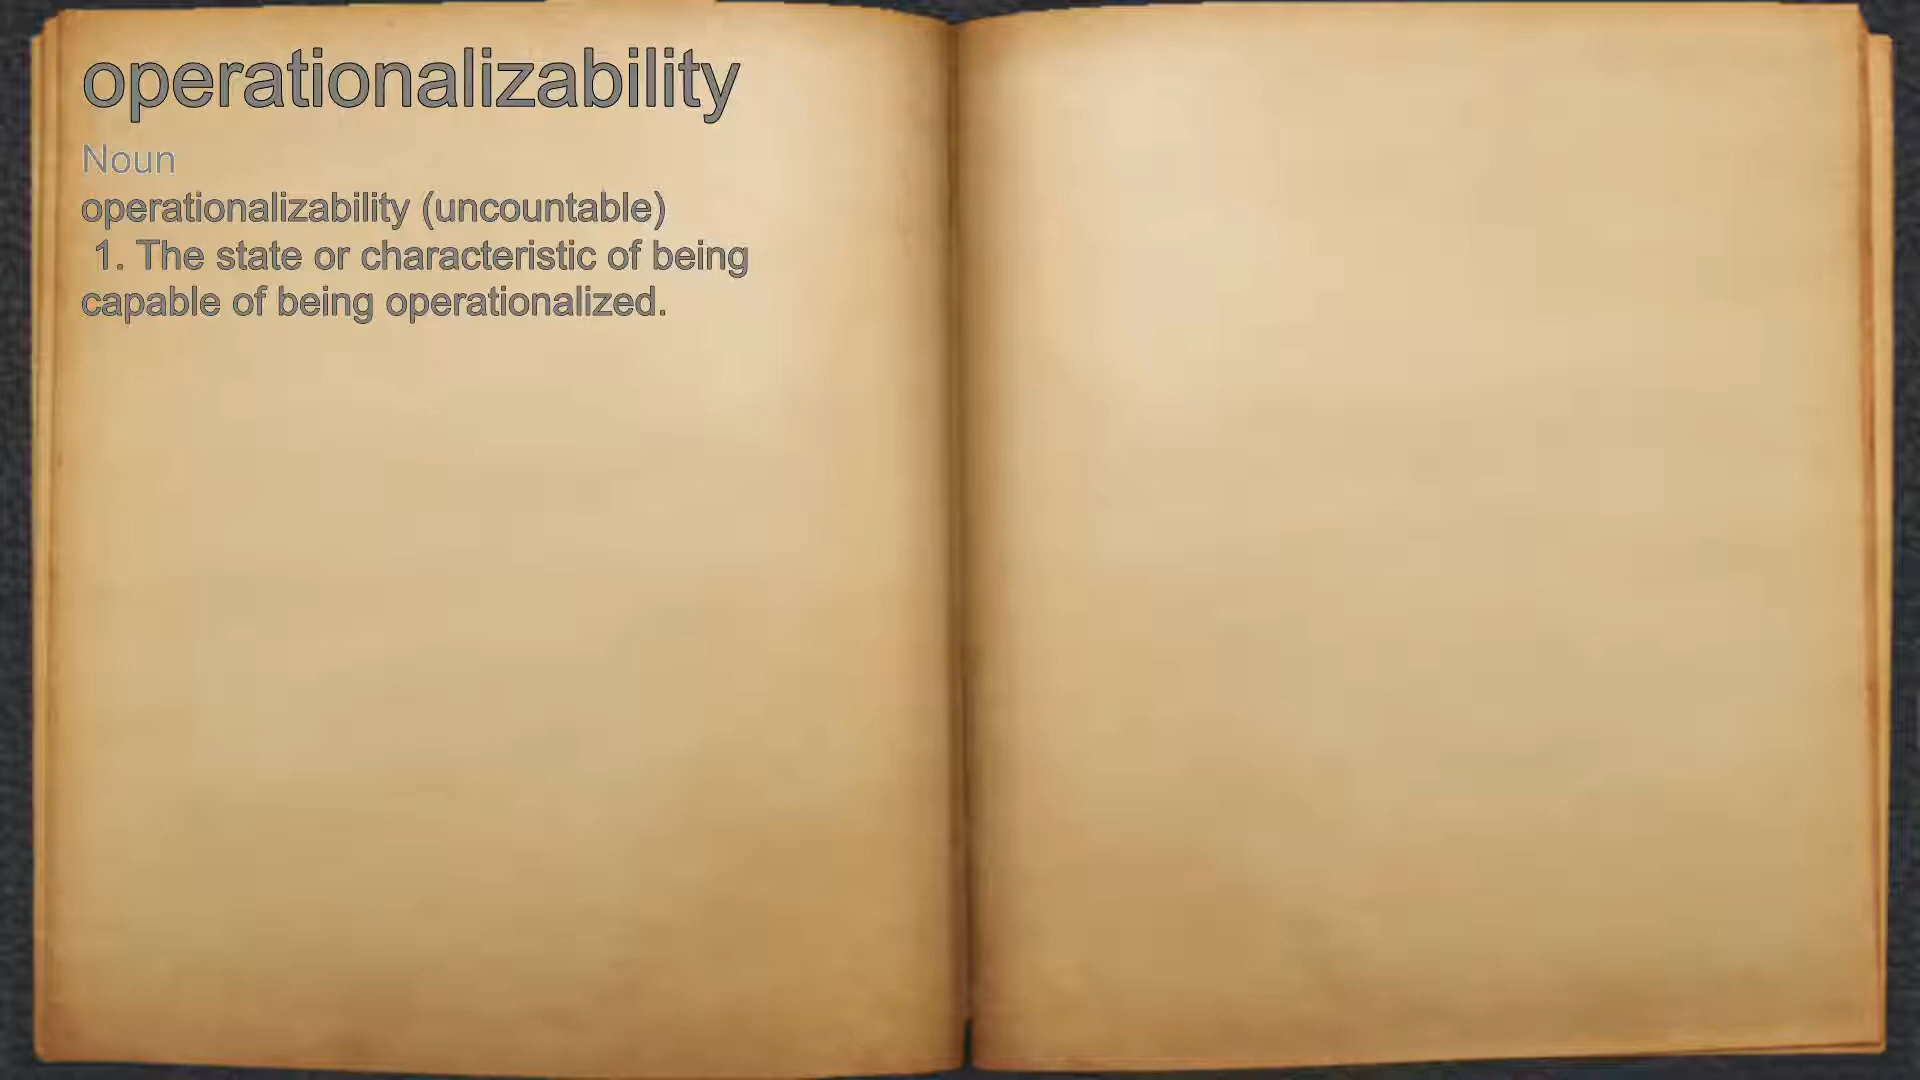 operationalizability
Noun
operationalizability (uncountable)
1. The state or characteristic of being
capable of being operationalized.